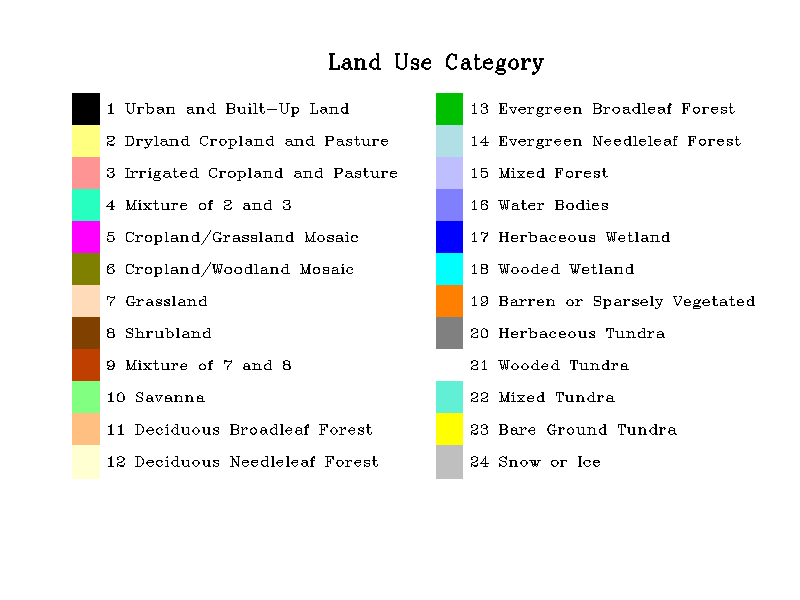 Land Use Category
1 Urban and Built-Up Land
2 Dryland Cropland and Pasture
3 Irrigated Cropland and Pasture
4 Mixture of 2 and 3
5 Cropland/Grassland Mosaic
6 Cropland/Woodland Mosaic
7 Grassland
8 Shrubland
9 Mixture of 7 and 8
10 Savanna
11 Deciduous Broadleaf Forest
12 Deciduous Needleleaf Forest
13 Evergreen Broadleaf Forest
14 Evergreen Needleleaf Forest
15 Mixed Forest
16 Water Bodies
17 Herbaceous Wetland
18 Wooded Wetland
19 Barren or Sparsely Vegetated
20 Herbaceous Tundra
21 Wooded Tundra
22 Mixed Tundra
23 Bare Ground Tundra
24 Snow or Ice